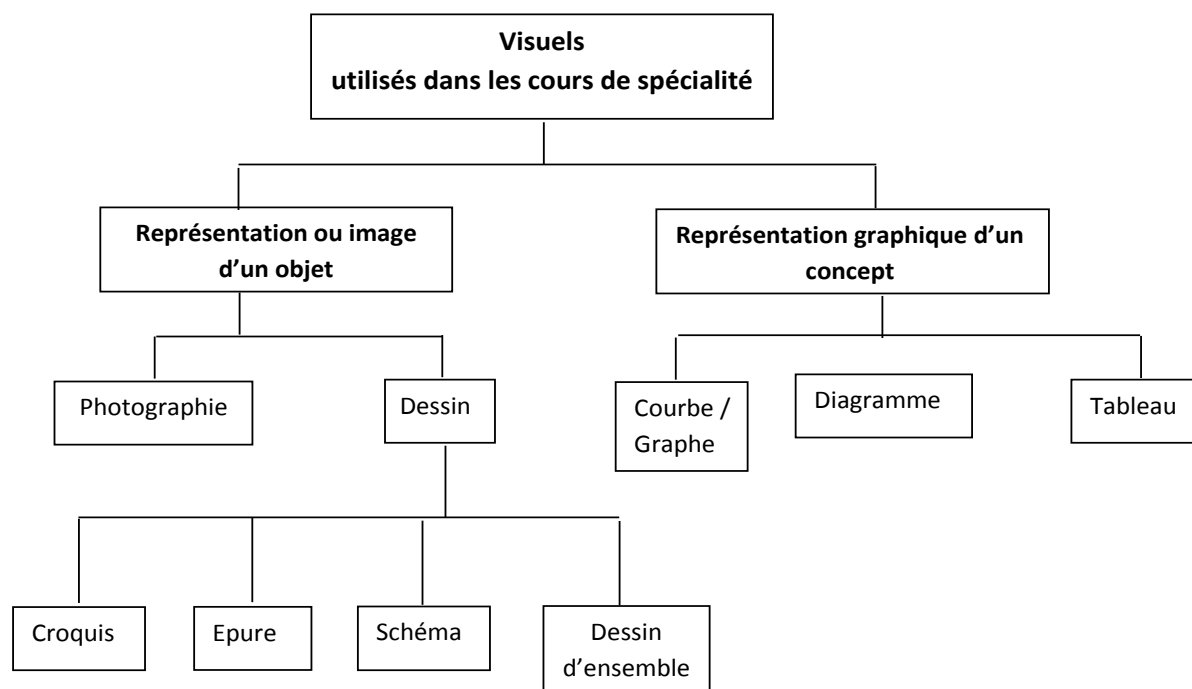 Visuels
utilisés dans les cours de spécialité
Représentation ou image
d’un objet
Représentation graphique d’un
concept
Photographie
Dessin
Courbe /
Graphe
Diagramme
Tableau
Croquis
Epure
Schéma
Dessin
d’ensemble